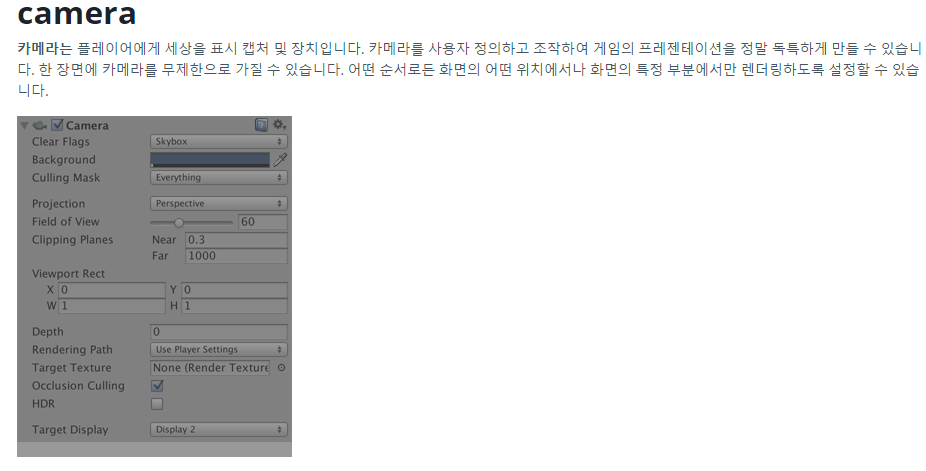 camera
카메라는 플레이어에게 세상을 표시 캡처 및 장치입니다. 카메라를 사용자 정의하고 조작하여 게임의 프레젠테이션을 정말 독특하게 만들 수 있습니
다. 한 장면에 카메라를 무제한으로 가질 수 있습니다. 어떤 순서로든 화면의 어떤 위치에서나 화면의 특정 부분에서만 렌더링하도록 설정할 수 있습
니다.
Camera
Clear Flags Skybox
Background
Culling Mask Everything
Projection Perspective
Field of View 60
Clipping Planes Near 0.3
Far 1000
Viewport Rect
X 0 Y 0
W 1 H 1
Depth 0
Rendering Path Use Player Settings
Target Texture None (Render Texture
Occlusion Culling
HDR
Target Display Display 2